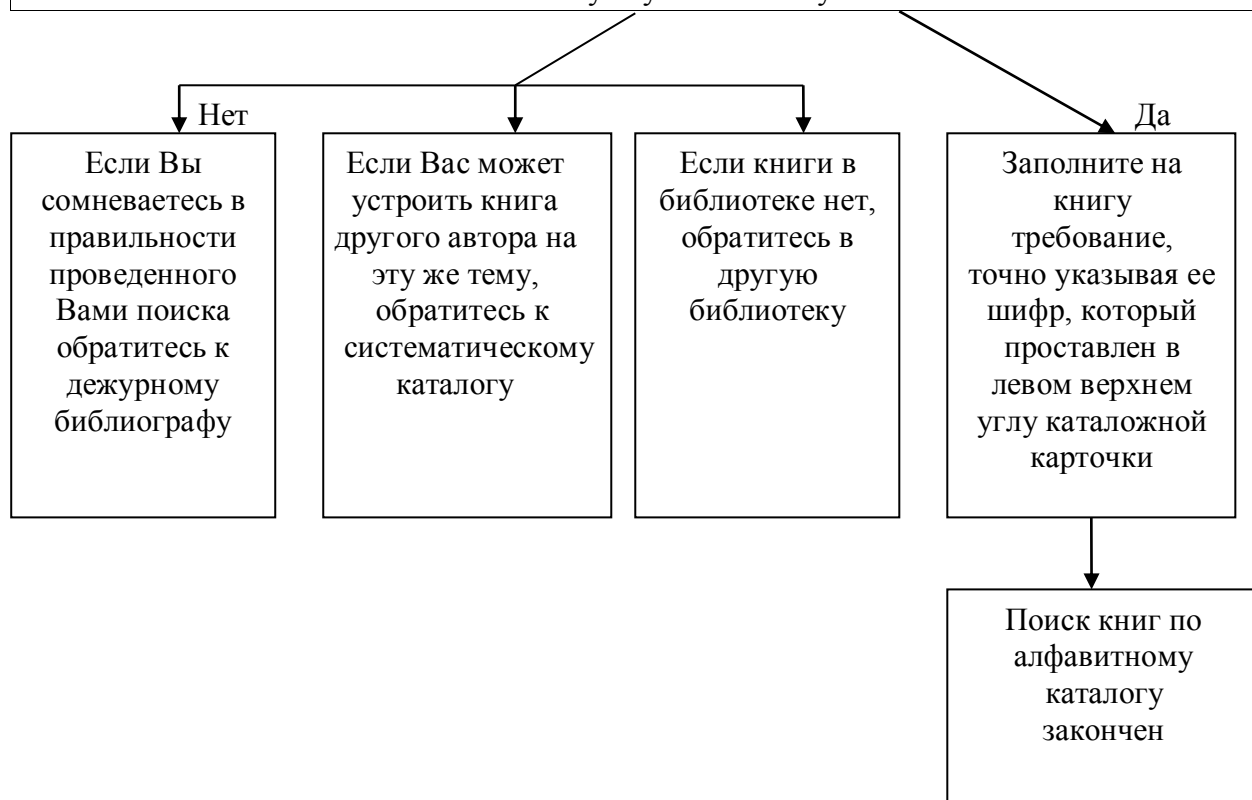 Нет
Да
Если Вы
сомневаетесь в
правильности
проведенного
Вами поиска
обратитесь к
дежурному
библиографу
Если Вас может
устроить книга
другого автора на
эту же тему,
обратитесь к
систематическому
каталогу
Если книги в
библиотеке нет,
обратитесь в
другую
библиотеку
Заполните на
книгу
требование,
точно указывая ее
шифр, который
проставлен в
левом верхнем
углу каталожной
карточки
Поиск книг по
алфавитному
каталогу
закончен